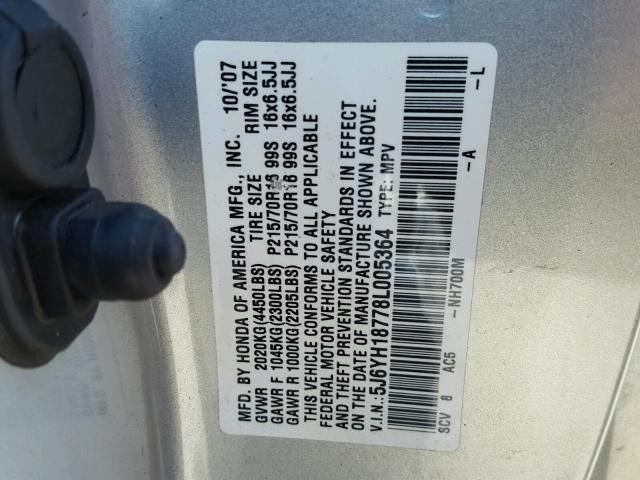 MFD. BY HONDA OF AMERICA MFG., INC. 10/'07
GVWR 2020KG(4450LBS) TIRE SIZE RIM SIZE
GAWR F 1045KG(2300LBS) P215/70R16 99S 16x6.5JJ
GAWR R 1000KG(2205LBS) P215/70R16 99S 16x6.5JJ
THIS VEHICLE CONFORMS TO ALL APPLICABLE
FEDERAL MOTOR VEHICLE SAFETY
AND THEFT PREVENTION STANDARDS IN EFFECT
ON THE DATE OF MANUFACTURE SHOWN ABOVE.
V.I.N.: 5J6YH18778L005364 TYPE: MPV
SCV 8 AC5 -NH700M -A -L